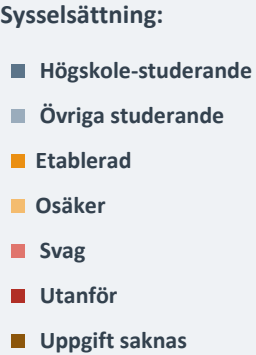 Sysselsättning:
Högskole-studerande
Övriga studerande
Etablerad
Osäker
Svag
Utanför
Uppgift saknas